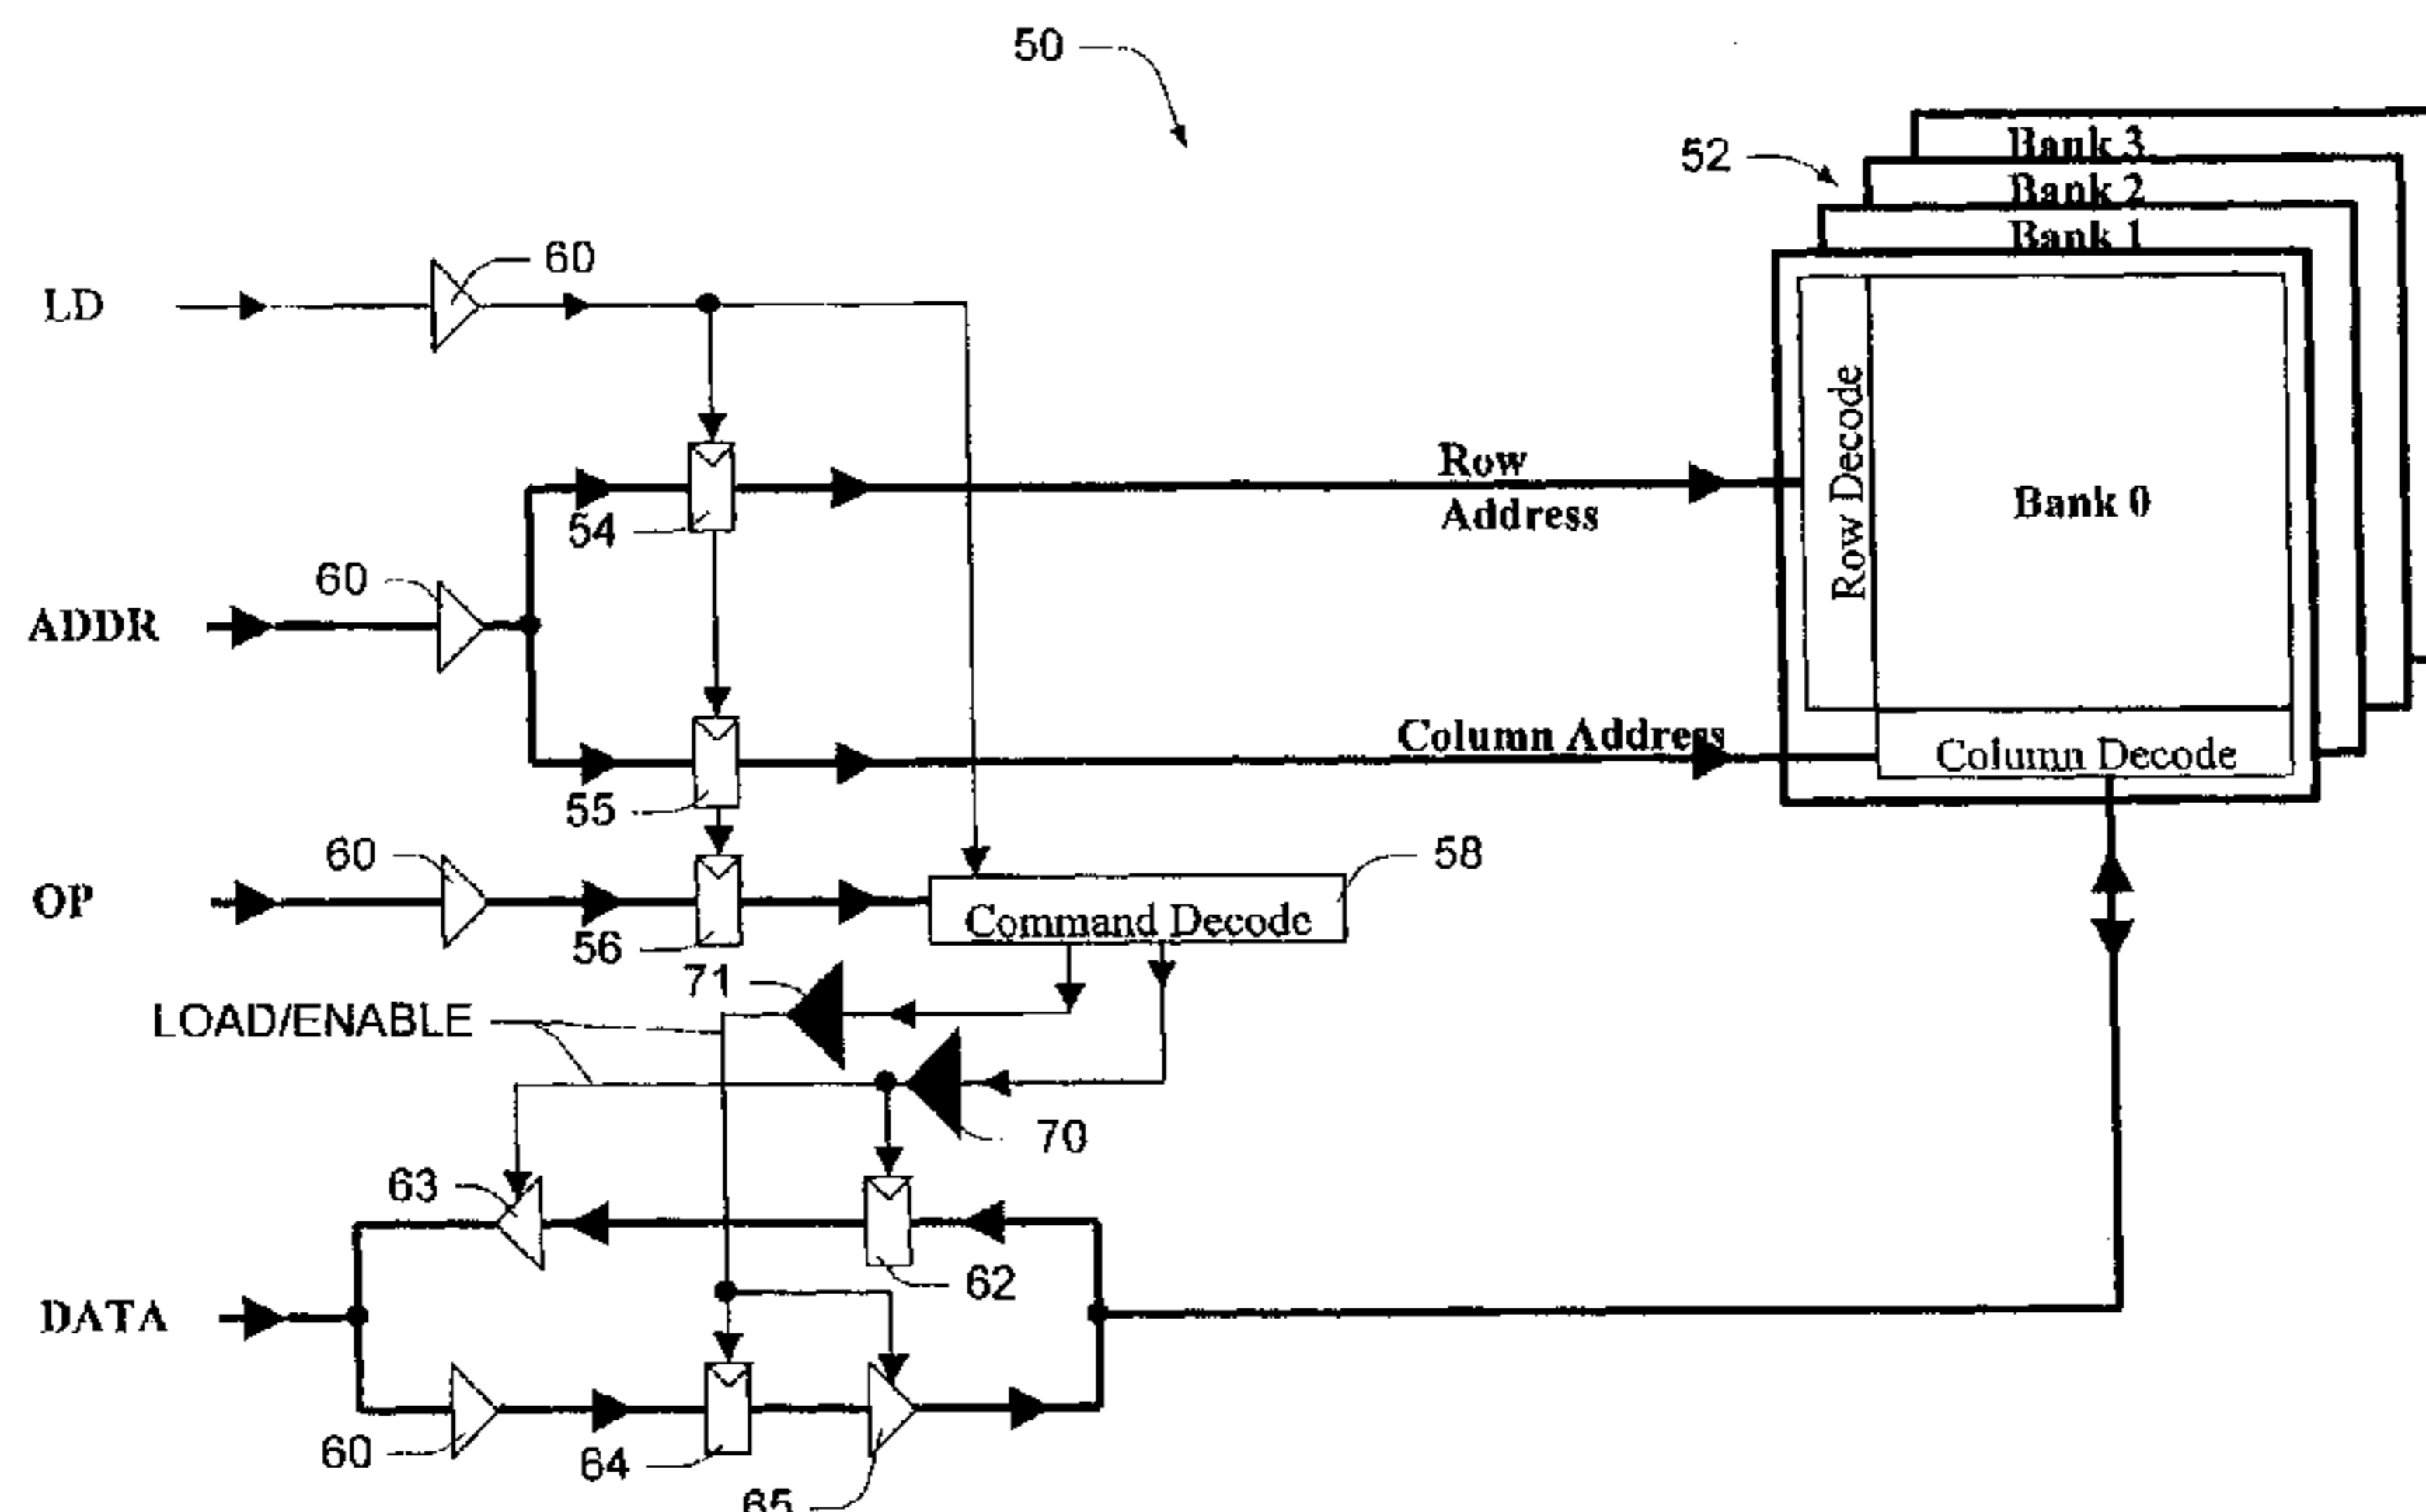 50
Bank 3
52
Bank 2
Bank 1
60
LD
Row
Address
Row Decode
Bank 0
54
60
ADDR
Column Address
Column Decode
55
60
58
OP
Command Decode
56
71
LOAD/ENABLE
70
63
62
DATA
60
64
65